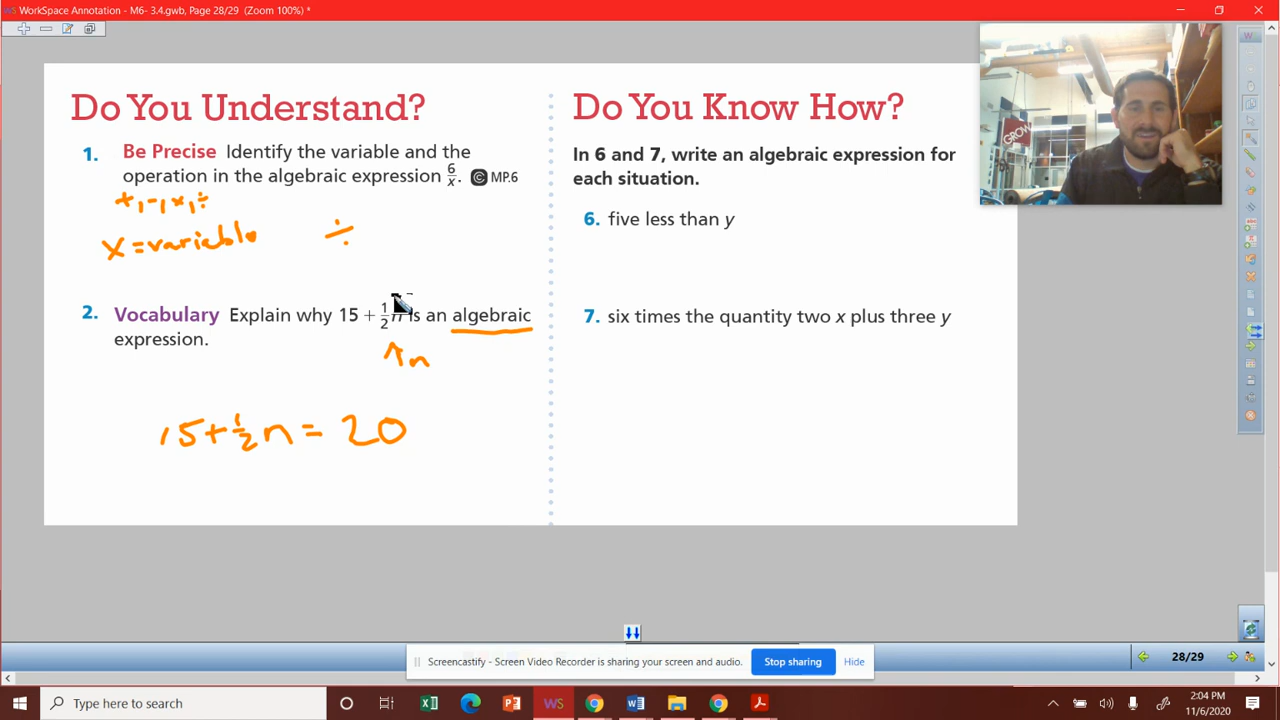 WorkSpace Annotation - M6- 3.4.gwb, Page 28/29 (Zoom 100%) *
GROW
Do You Understand?
1. Be Precise Identify the variable and the
operation in the algebraic expression 6/x. © MP.6
+, -, x, ÷
x = variable ÷
2. Vocabulary Explain why 15 + 1/2 n is an algebraic
expression.
n
15 + 1/2 n = 20
Do You Know How?
In 6 and 7, write an algebraic expression for
each situation.
6. five less than y
7. six times the quantity two x plus three y
Screencastify - Screen Video Recorder is sharing your screen and audio. Stop sharing Hide
28/29
Type here to search
2:04 PM
11/6/2020